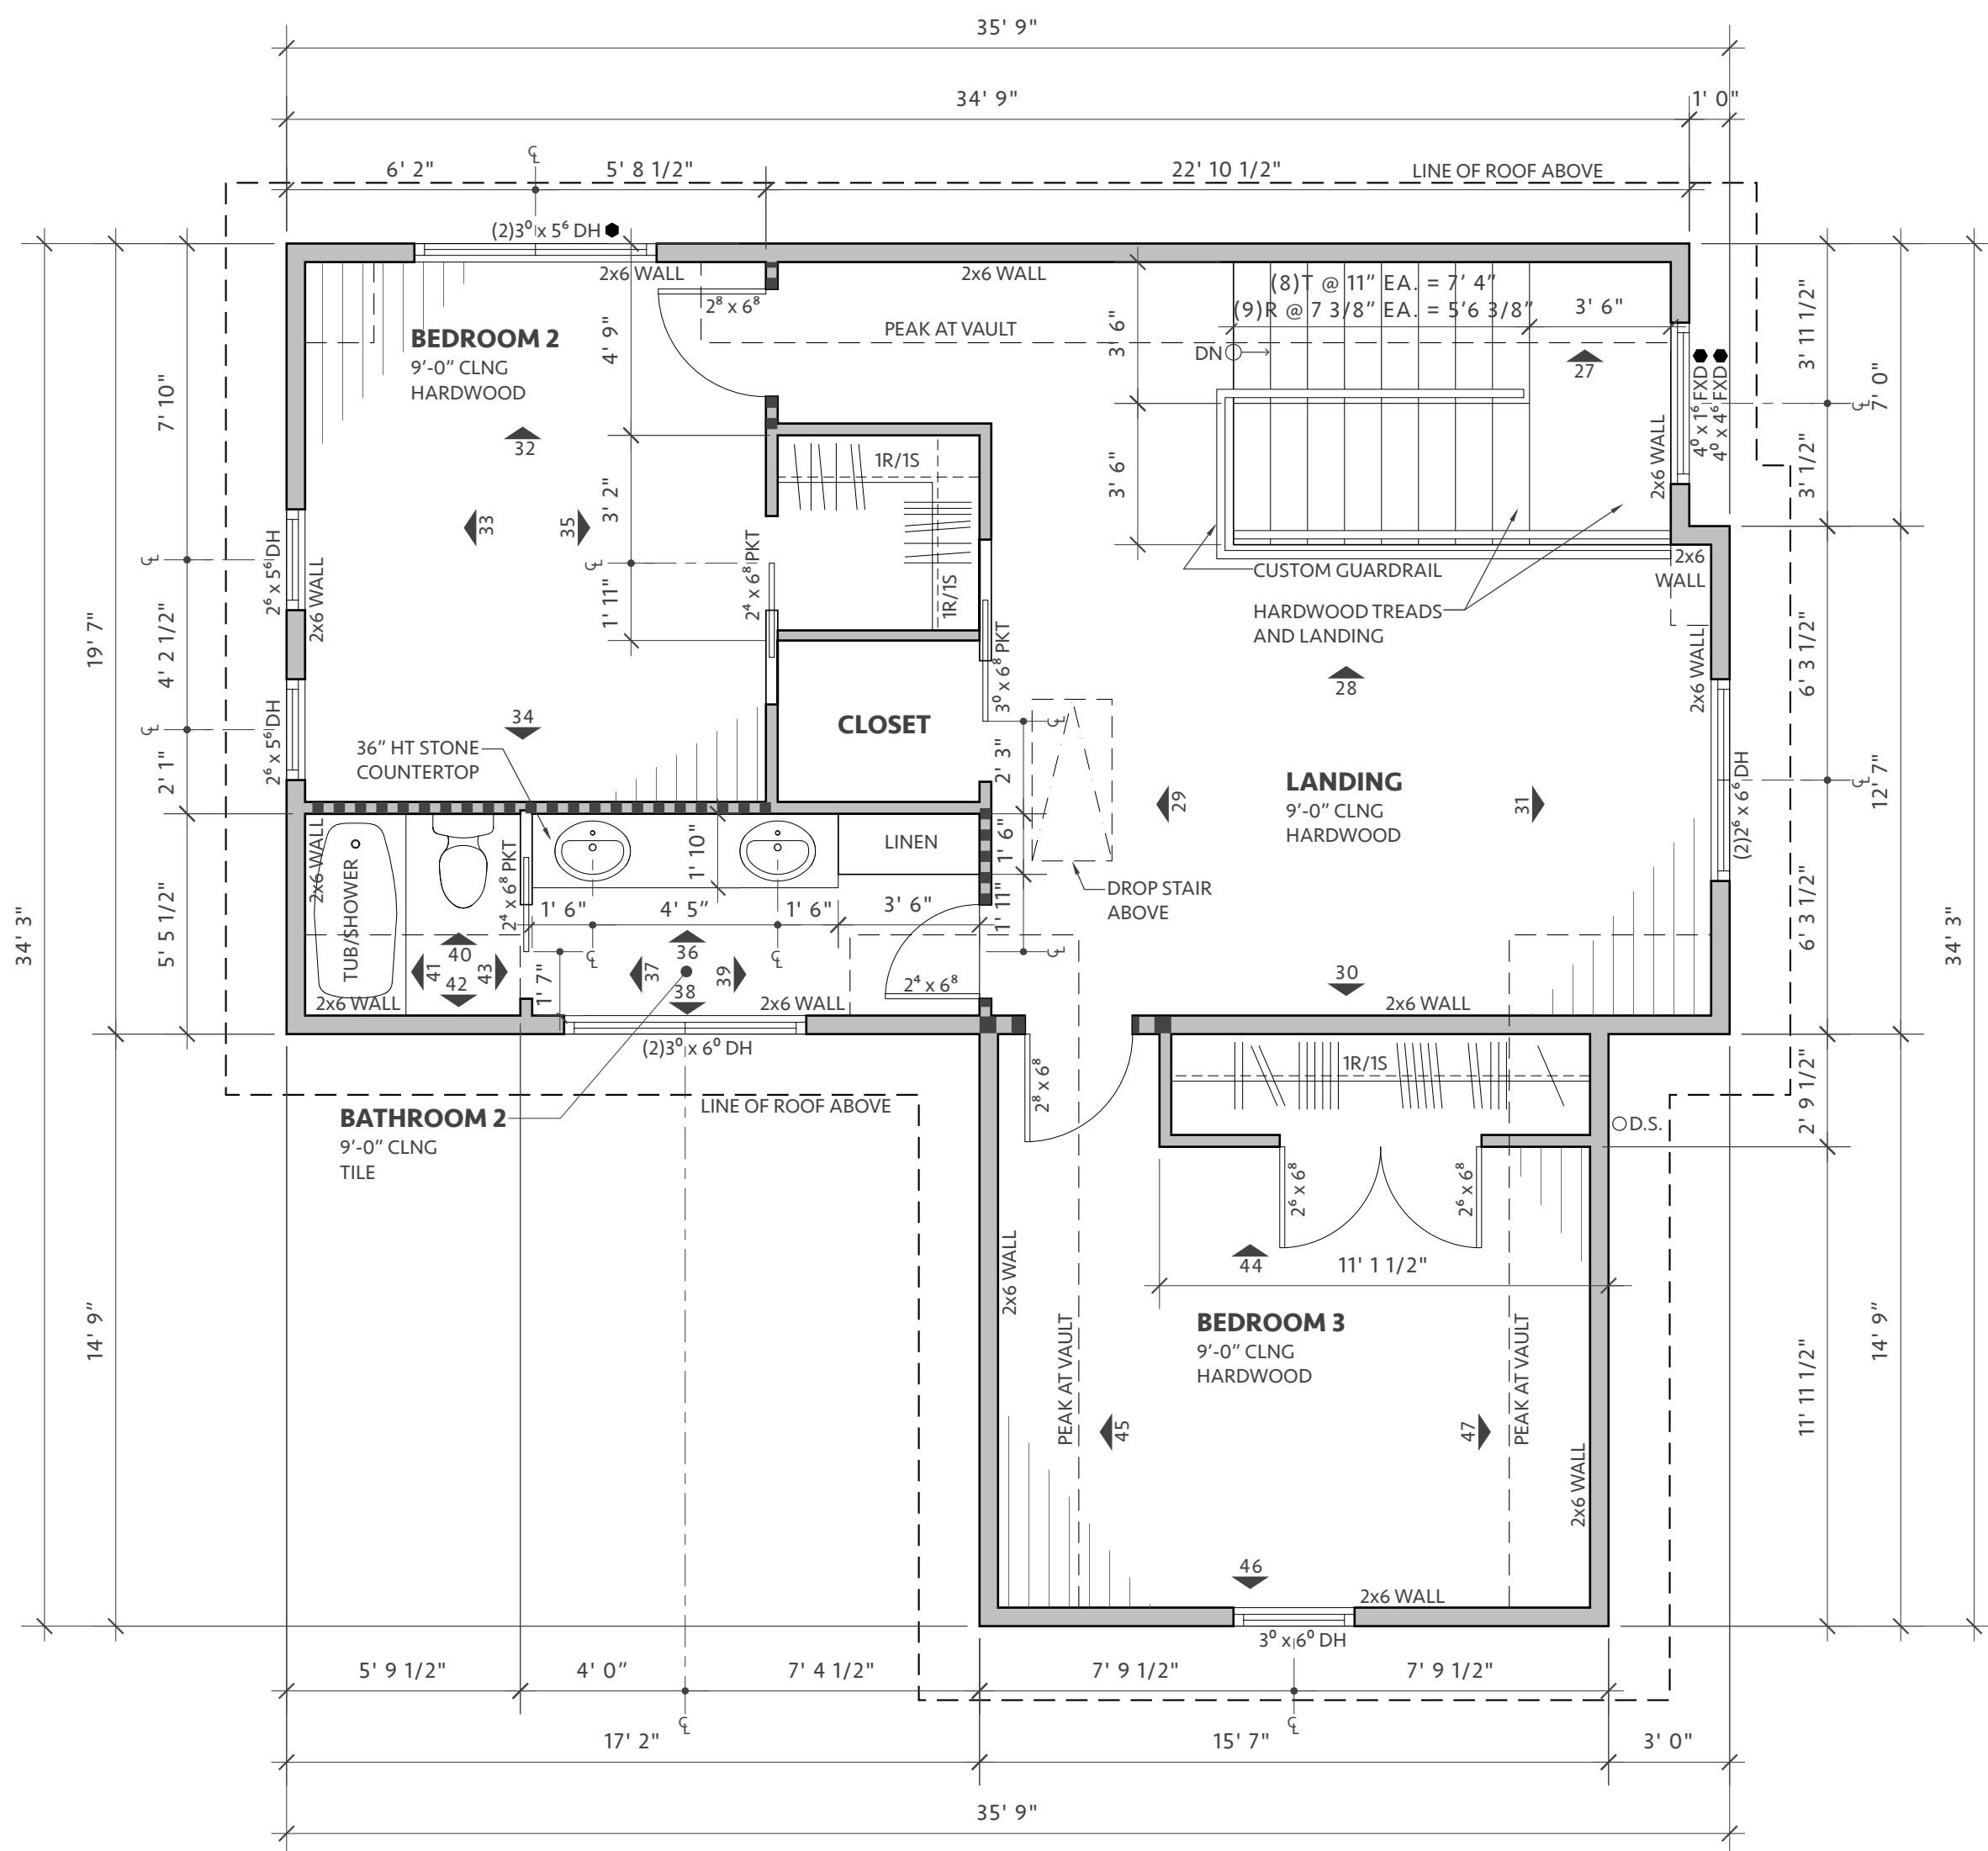 35' 9"
34' 9"
1' 0"
6' 2"
℄
5' 8 1/2"
22' 10 1/2"
LINE OF ROOF ABOVE
(2)3⁰ x 5⁶ DH
2x6 WALL
2x6 WALL
2⁸ x 6⁸
PEAK AT VAULT
(8)T @ 11” EA. = 7’ 4”
(9)R @ 7 3/8” EA. = 5’6 3/8”
3' 6"
DN
27
3' 6"
3' 6"
4⁰ x 1⁶ FXD
4⁰ x 4⁶ FXD
2x6 WALL
3' 11 1/2"
℄
7' 0"
3' 1/2"
BEDROOM 2
9’-0” CLNG
HARDWOOD
4' 9"
32
33
35
3' 2"
℄
1' 11"
2⁴ x 6⁸ PKT
1R/1S
1R/1S
7' 10"
℄
2⁶ x 5⁶ DH
2x6 WALL
4' 2 1/2"
℄
2⁶ x 5⁶ DH
2' 1"
19' 7"
34
36” HT STONE
COUNTERTOP
CUSTOM GUARDRAIL
HARDWOOD TREADS
AND LANDING
2x6
WALL
2x6 WALL
6' 3 1/2"
28
3⁰ x 6⁸ PKT
℄
2' 3"
CLOSET
LANDING
9’-0” CLNG
HARDWOOD
29
31
(2)2⁶ x 6⁶ DH
℄
12' 7"
6' 3 1/2"
DROP STAIR
ABOVE
30
2x6 WALL
1' 6"
1' 11"
℄
LINEN
1' 10"
2x6 WALL
TUB/SHOWER
2⁴ x 6⁸ PKT
1' 6"
4' 5”
1' 6"
3' 6"
℄
℄
40
41
42
43
1' 7"
36
37
38
39
2⁴ x 6⁸
2x6 WALL
2x6 WALL
5' 5 1/2"
34' 3"
34' 3"
(2)3⁰ x 6⁰ DH
BATHROOM 2
9’-0” CLNG
TILE
LINE OF ROOF ABOVE
2⁸ x 6⁸
1R/1S
D.S.
2' 9 1/2"
2⁶ x 6⁸
2⁶ x 6⁸
44
11' 1 1/2"
2x6 WALL
BEDROOM 3
9’-0” CLNG
HARDWOOD
PEAK AT VAULT
PEAK AT VAULT
45
47
2x6 WALL
14' 9”
11' 11 1/2"
14' 9”
46
2x6 WALL
3⁰ x 6⁰ DH
5' 9 1/2"
4' 0”
7' 4 1/2"
7' 9 1/2"
7' 9 1/2"
℄
℄
17' 2"
15' 7"
3' 0"
35' 9"